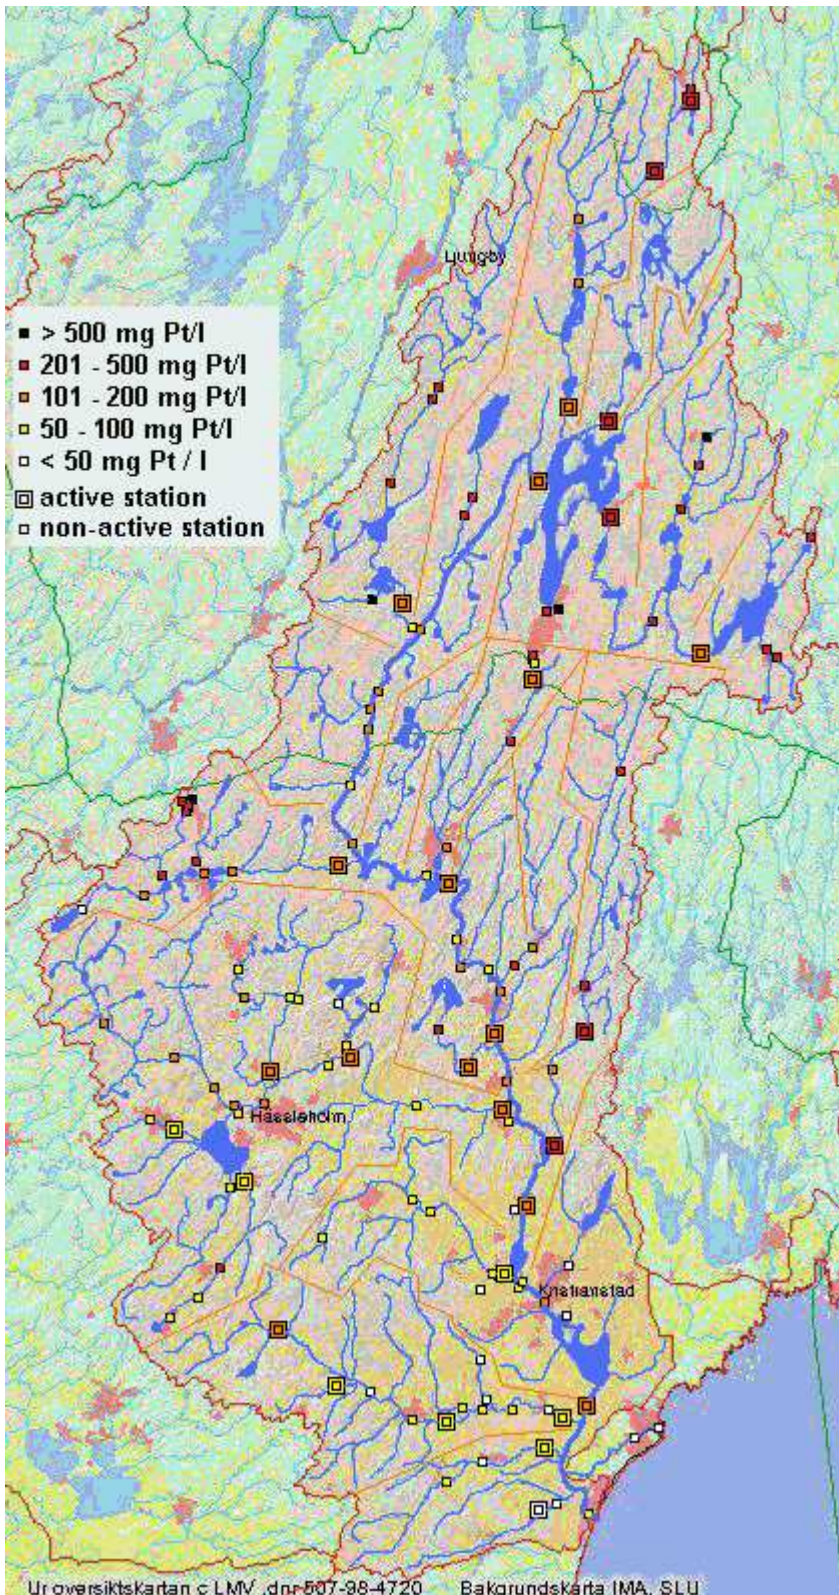 Ljungby
> 500 mg Pt/l
201 - 500 mg Pt/l
101 - 200 mg Pt/l
50 - 100 mg Pt/l
< 50 mg Pt / l
active station
non-active station
Hässleholm
Kristianstad
Ur oversiktskartan c LMV ,dnr 507-98-4720 Bakgrundskarta IMA, SLU